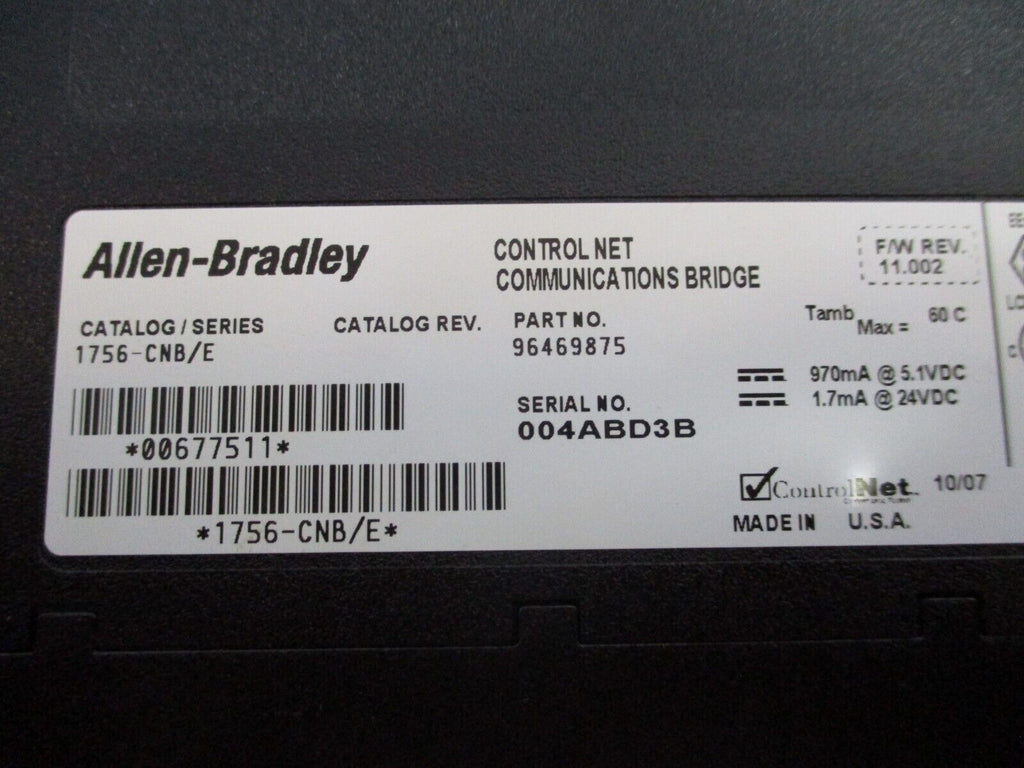 Allen-Bradley
CATALOG / SERIES
CATALOG REV.
1756-CNB/E
*00677511*
*1756-CNB/E*
CONTROL NET
COMMUNICATIONS BRIDGE
PART NO.
96469875
SERIAL NO.
004ABD3B
F/W REV.
11.002
Tamb Max = 60 C
970mA @ 5.1VDC
1.7mA @ 24VDC
ControlNet 10/07
MADE IN U.S.A.